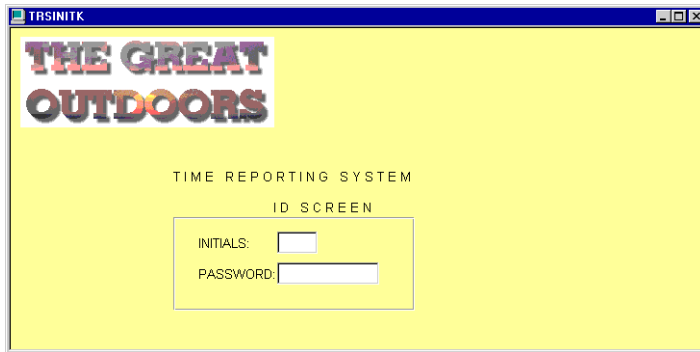 TRSINITK
THE GREAT
OUTDOORS
TIME REPORTING SYSTEM
ID SCREEN
INITIALS:
PASSWORD: